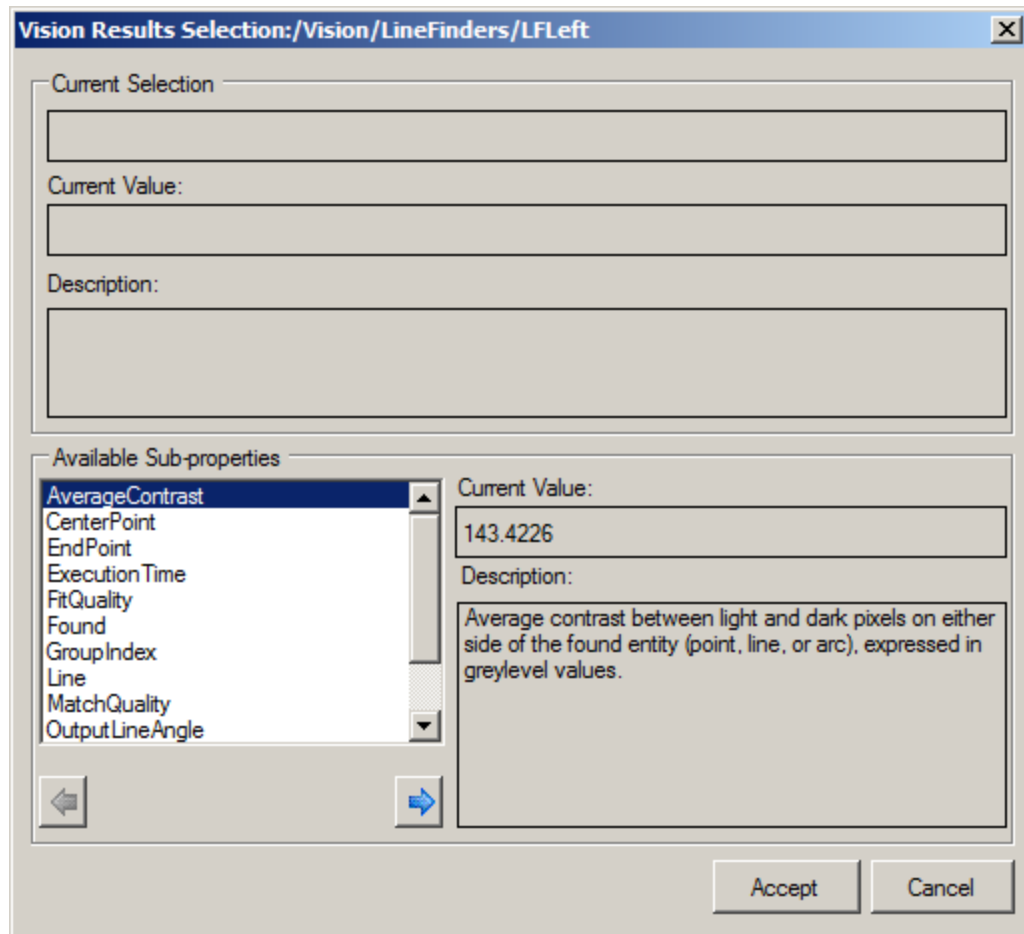 Vision Results Selection:/Vision/LineFinders/LFLeft
Current Selection
Current Value:
Description:
Available Sub-properties
AverageContrast
CenterPoint
EndPoint
ExecutionTime
FitQuality
Found
GroupIndex
Line
MatchQuality
OutputLineAngle
Current Value:
143.4226
Description:
Average contrast between light and dark pixels on either
side of the found entity (point, line, or arc), expressed in
greylevel values.
Accept
Cancel